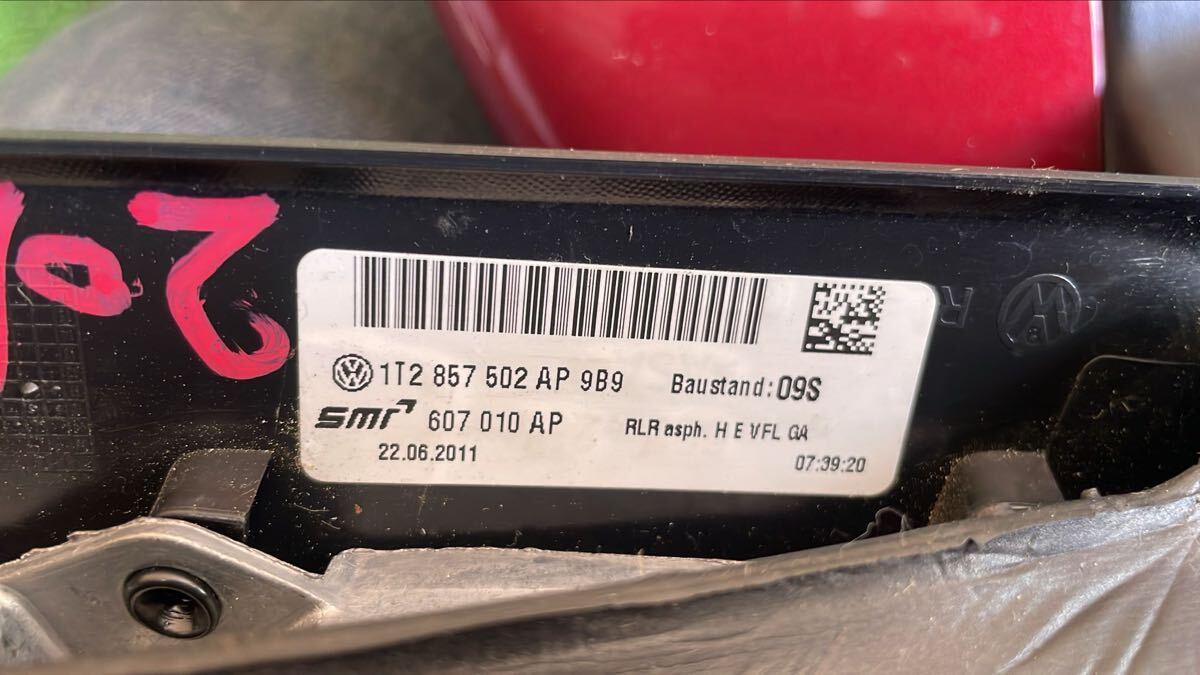 1T2 857 502 AP 9B9
Baustand: 09S
smr 607 010 AP
RLR asph. H E VFL GA
22.06.2011
07:39:20
R